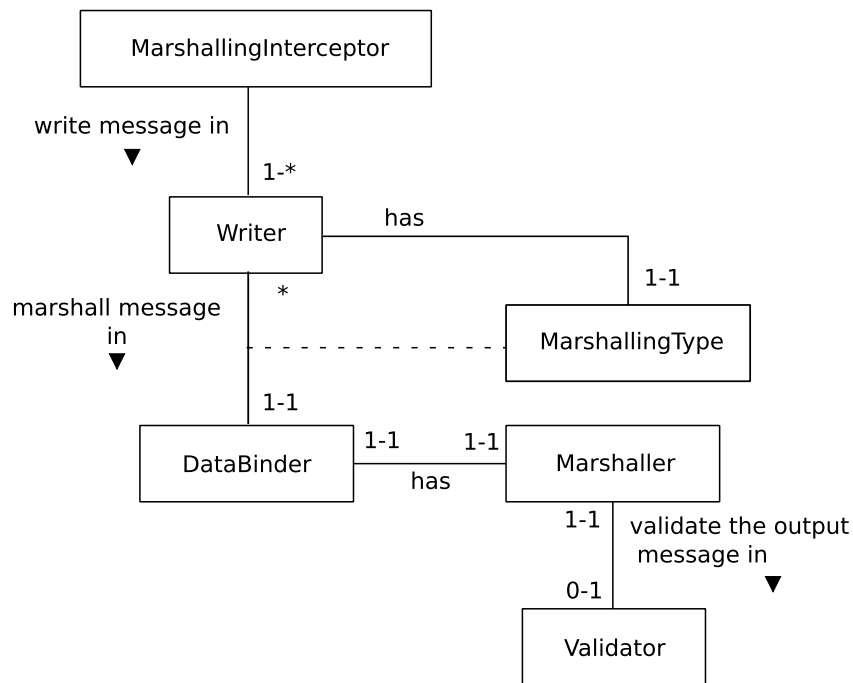 MarshallingInterceptor
write message in
▼
1-*
Writer
has
*
1-1
marshall message
in
▼
MarshallingType
1-1
1-1
1-1
DataBinder
has
Marshaller
1-1
validate the output
message in
▼
0-1
Validator